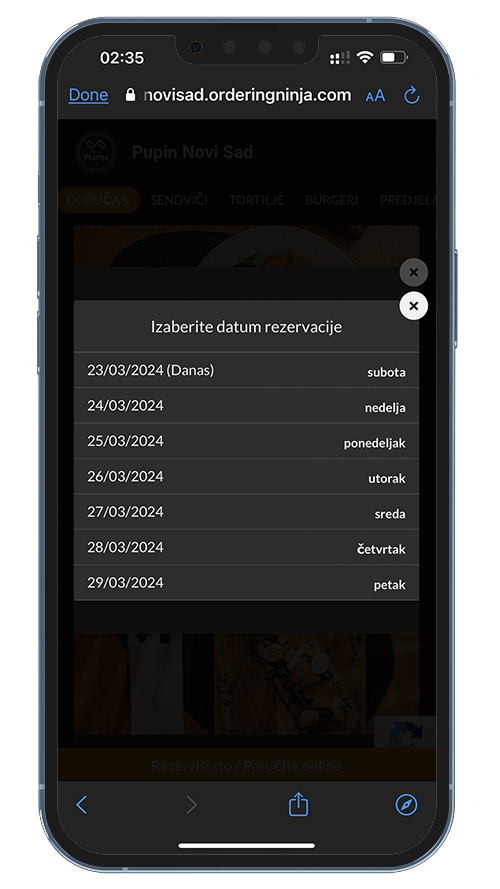 02:35
Done
novisad.orderingninja.com
AA
PUPIN
Pupin Novi Sad
DORUČAK SENDVIČI TORTILJE BURGERI PREDJELA
Izaberite datum rezervacije
23/03/2024 (Danas) subota
24/03/2024 nedelja
25/03/2024 ponedeljak
26/03/2024 utorak
27/03/2024 sreda
28/03/2024 četvrtak
29/03/2024 petak
Rezerviši sto / Poručite online